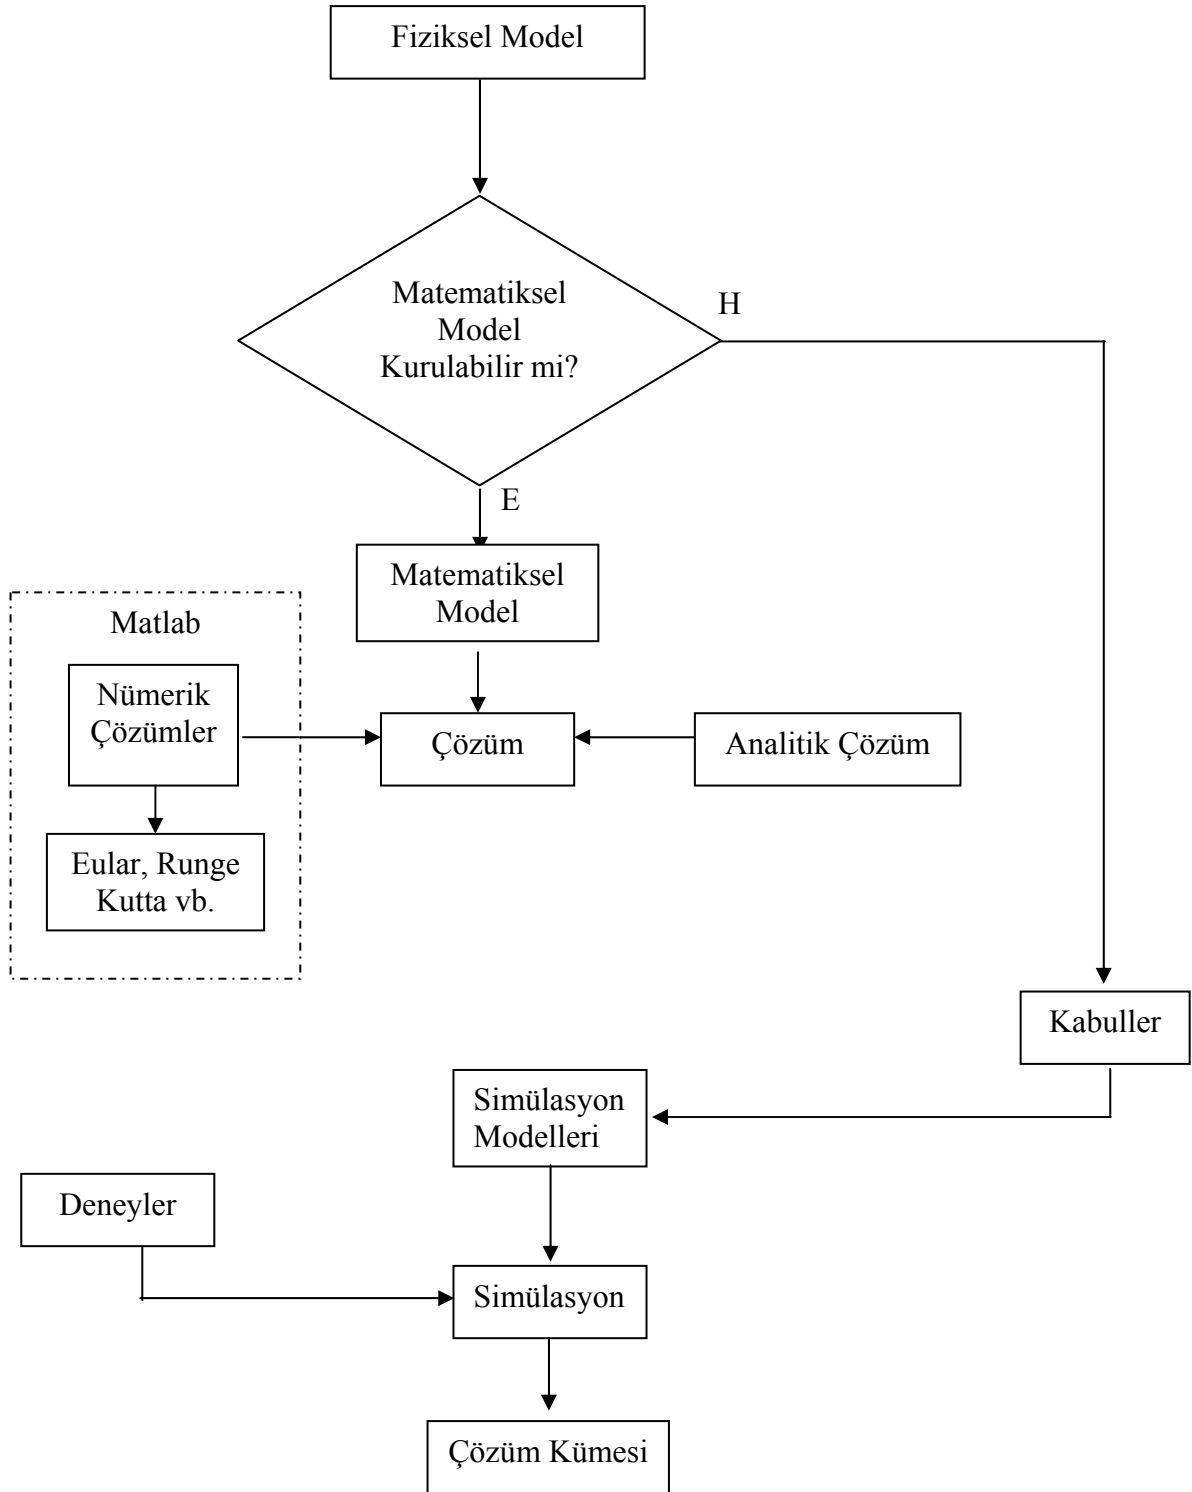 Fiziksel Model
Matematiksel
Model
Kurulabilir mi?
H
E
Matematiksel
Model
Matlab
Nümerik
Çözümler
Çözüm
Analitik Çözüm
Eular, Runge
Kutta vb.
Kabuller
Simülasyon
Modelleri
Deneyler
Simülasyon
Çözüm Kümesi